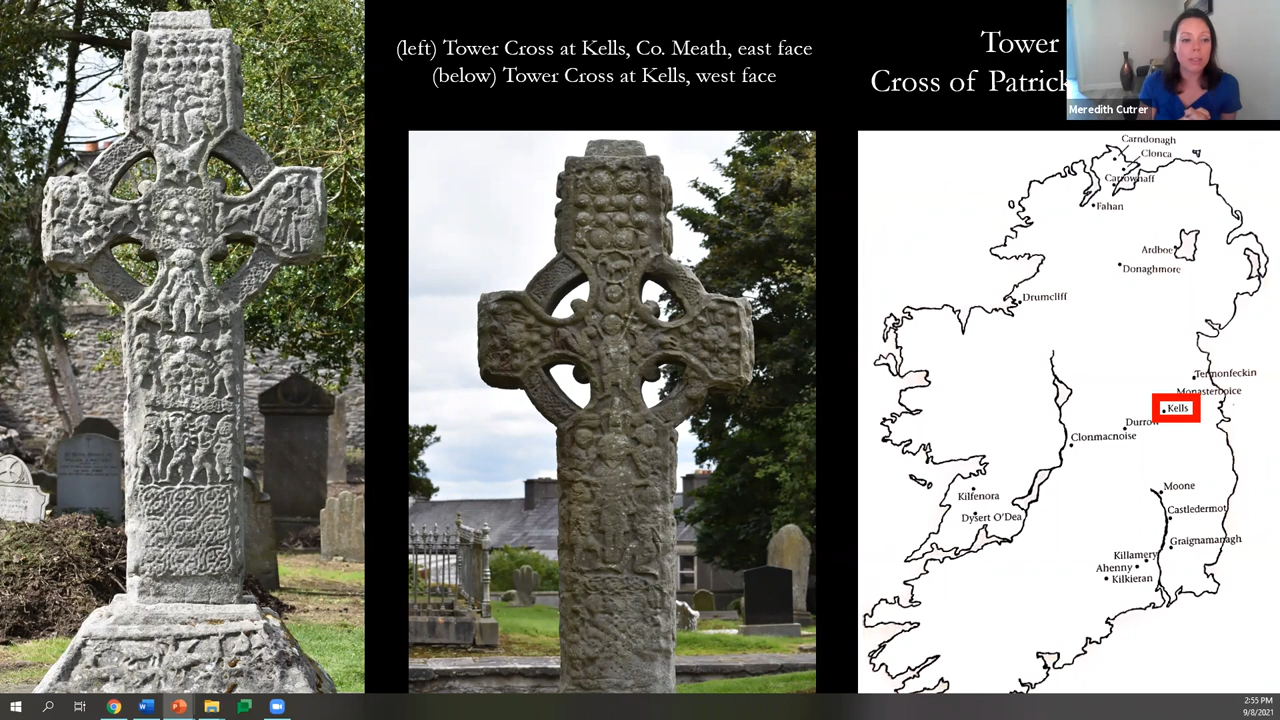 (left) Tower Cross at Kells, Co. Meath, east face
(below) Tower Cross at Kells, west face
Tower
Cross of Patrick
Meredith Cutrer
Carndonagh
Clonca
Carrowhaff
Fahan
Ardboe
Donaghmore
Drumcliff
Termonfeckin
Monasterboice
Kells
Durrow
Clonmacnoise
Moone
Kilfenora
Castledermot
Dysert O'Dea
Graignamanagh
Killamery
Ahenny
Kilkieran
2:55 PM
9/8/2021